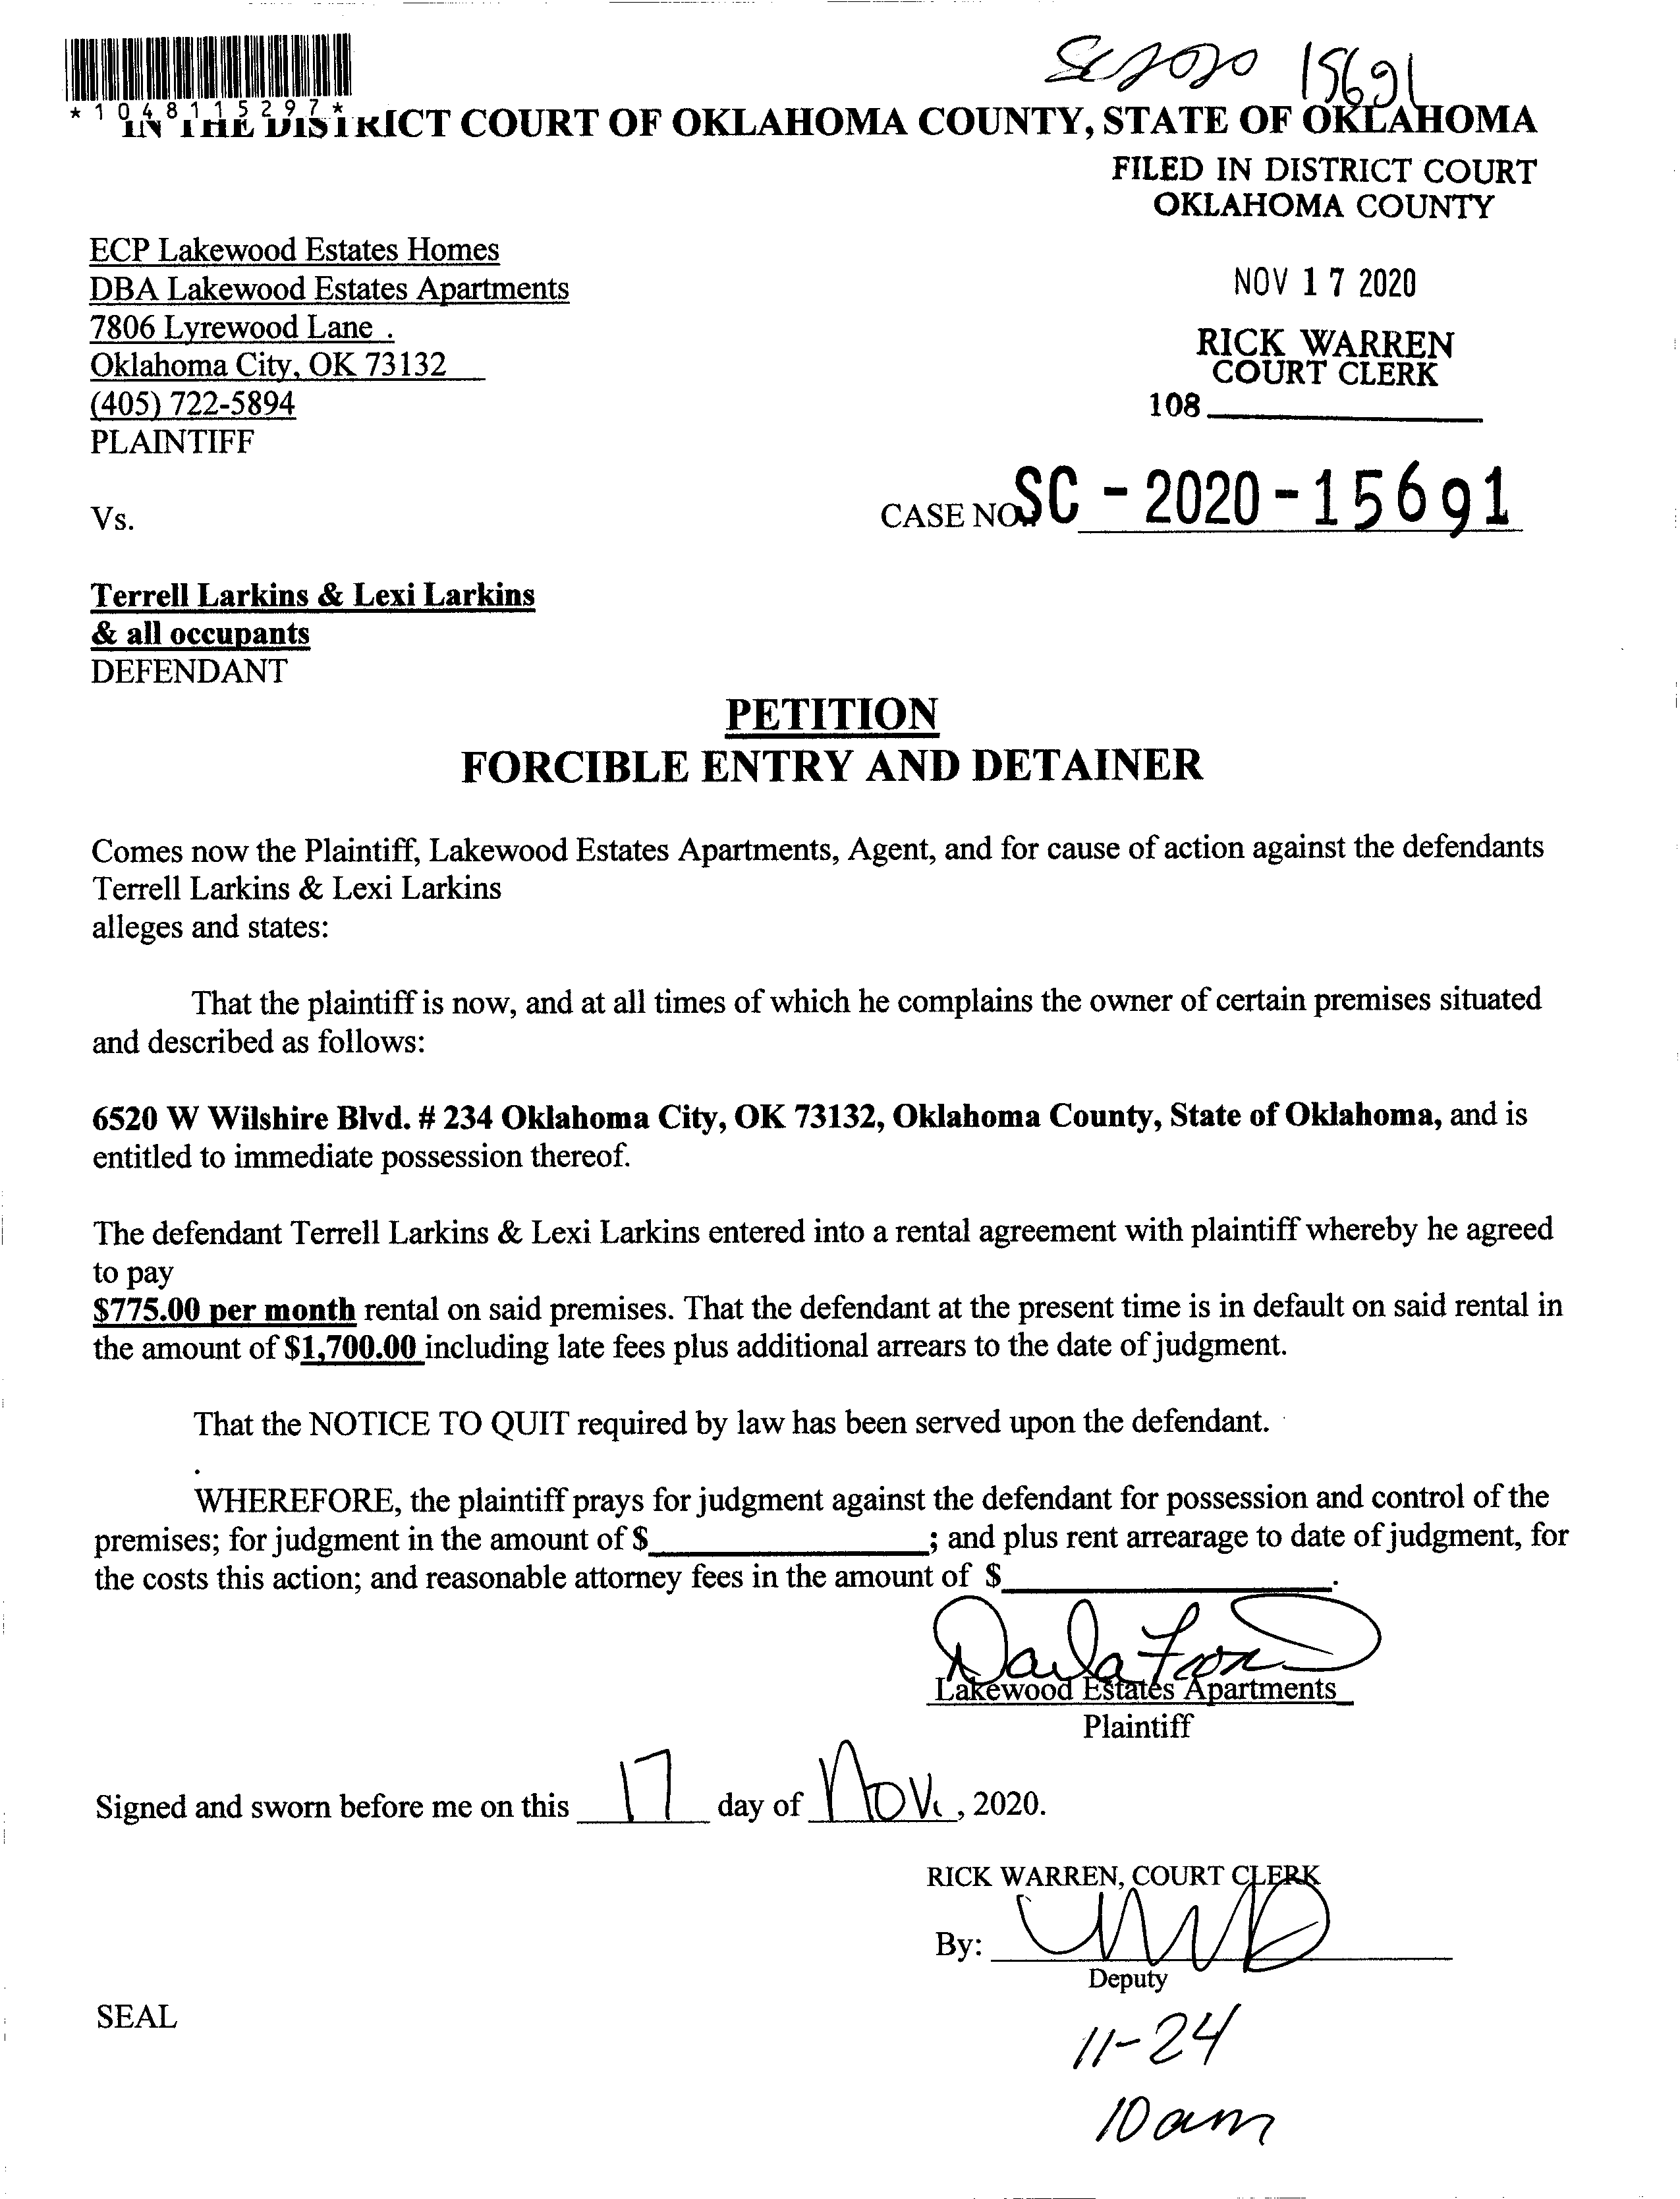 SC2020 15691
*1048115297*
IN THE DISTRICT COURT OF OKLAHOMA COUNTY, STATE OF OKLAHOMA
FILED IN DISTRICT COURT
OKLAHOMA COUNTY
ECP Lakewood Estates Homes
DBA Lakewood Estates Apartments
7806 Lyrewood Lane .
Oklahoma City, OK 73132
(405) 722-5894
PLAINTIFF
NOV 17 2020
RICK WARREN
COURT CLERK
108
Vs.
CASE NO. SC - 2020 - 15691
Terrell Larkins & Lexi Larkins
& all occupants
DEFENDANT
PETITION
FORCIBLE ENTRY AND DETAINER
Comes now the Plaintiff, Lakewood Estates Apartments, Agent, and for cause of action against the defendants
Terrell Larkins & Lexi Larkins
alleges and states:
That the plaintiff is now, and at all times of which he complains the owner of certain premises situated
and described as follows:
6520 W Wilshire Blvd. # 234 Oklahoma City, OK 73132, Oklahoma County, State of Oklahoma, and is
entitled to immediate possession thereof.
The defendant Terrell Larkins & Lexi Larkins entered into a rental agreement with plaintiff whereby he agreed
to pay
$775.00 per month rental on said premises. That the defendant at the present time is in default on said rental in
the amount of $1,700.00 including late fees plus additional arrears to the date of judgment.
That the NOTICE TO QUIT required by law has been served upon the defendant.
WHEREFORE, the plaintiff prays for judgment against the defendant for possession and control of the
premises; for judgment in the amount of $____________; and plus rent arrearage to date of judgment, for
the costs this action; and reasonable attorney fees in the amount of $____________.
Darla
Lakewood Estates Apartments
Plaintiff
Signed and sworn before me on this 17 day of Nov., 2020.
RICK WARREN, COURT CLERK
By:
Deputy
SEAL
11-24
10am